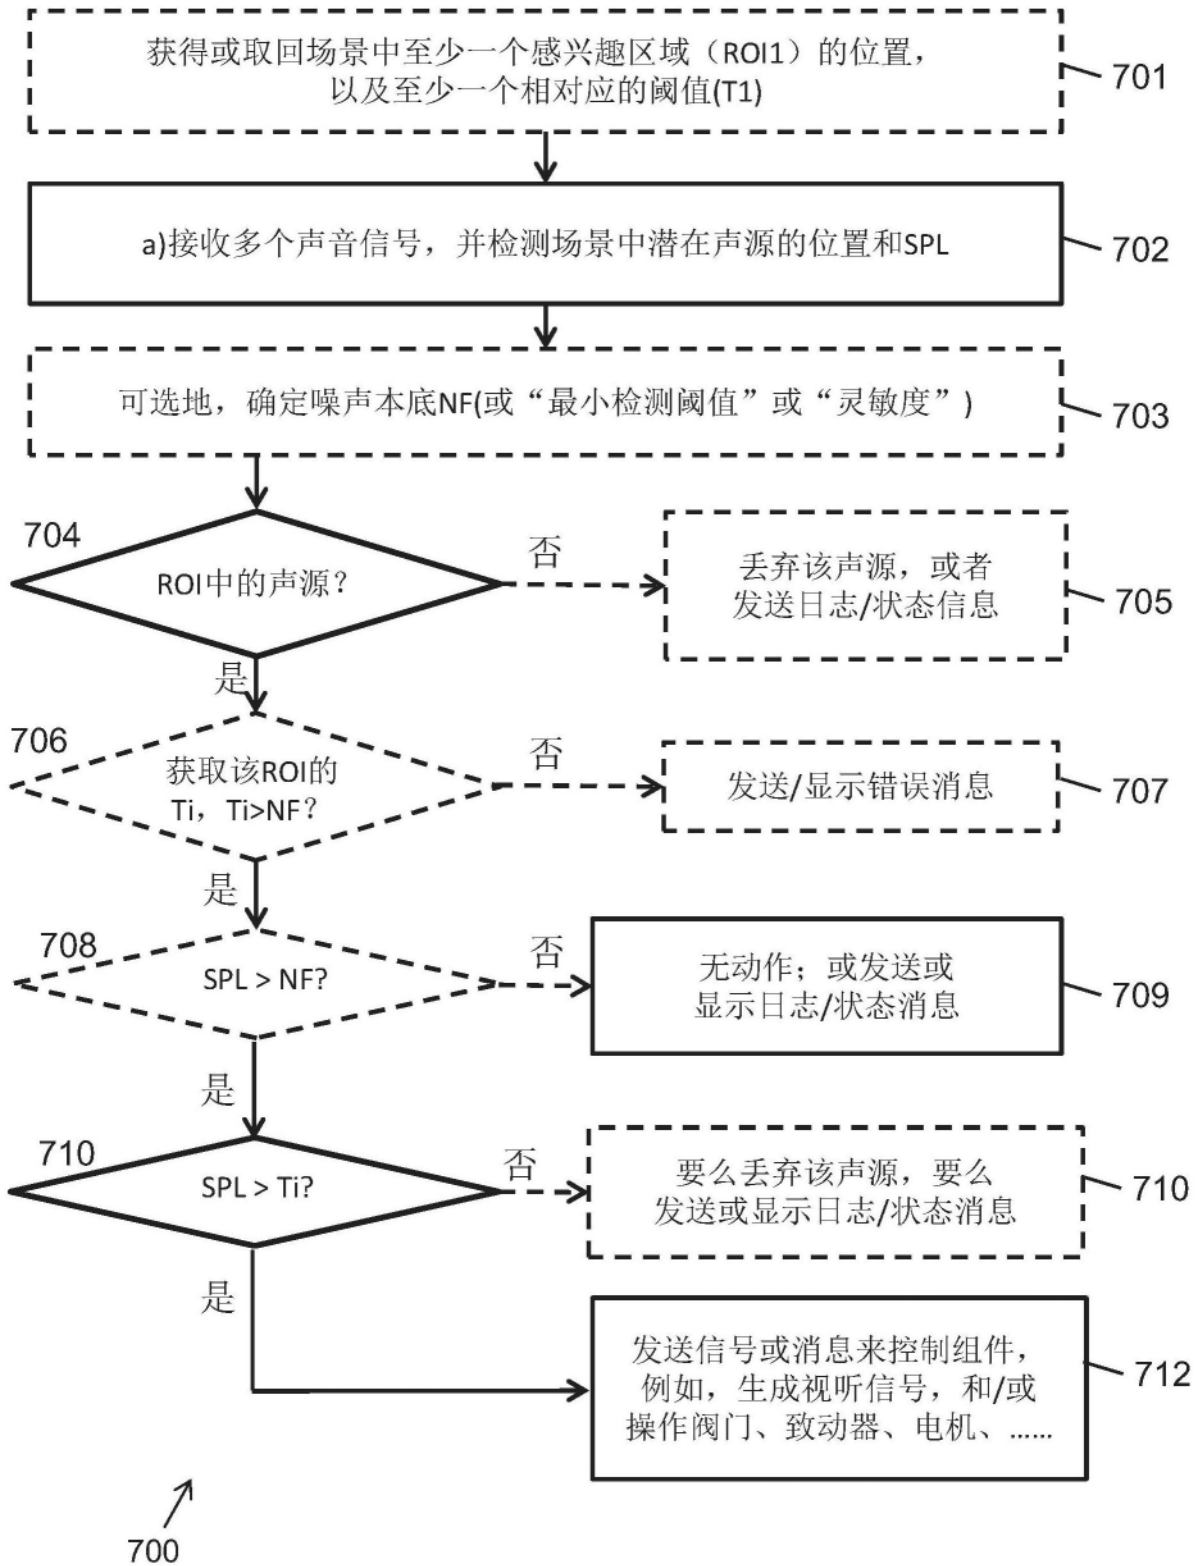 获得或取回场景中至少一个感兴趣区域（ROI1）的位置，
以及至少一个相对应的阈值(T1)
701
a)接收多个声音信号，并检测场景中潜在声源的位置和SPL
702
可选地，确定噪声本底NF(或“最小检测阈值”或“灵敏度”)
703
704
ROI中的声源？
否
丢弃该声源，或者
发送日志/状态信息
705
是
706
获取该ROI的
Ti，Ti>NF？
否
发送/显示错误消息
707
是
708
SPL > NF?
否
无动作；或发送或
显示日志/状态消息
709
是
710
SPL > Ti?
否
要么丢弃该声源，要么
发送或显示日志/状态消息
710
是
发送信号或消息来控制组件，
例如，生成视听信号，和/或
操作阀门、致动器、电机、……
712
700